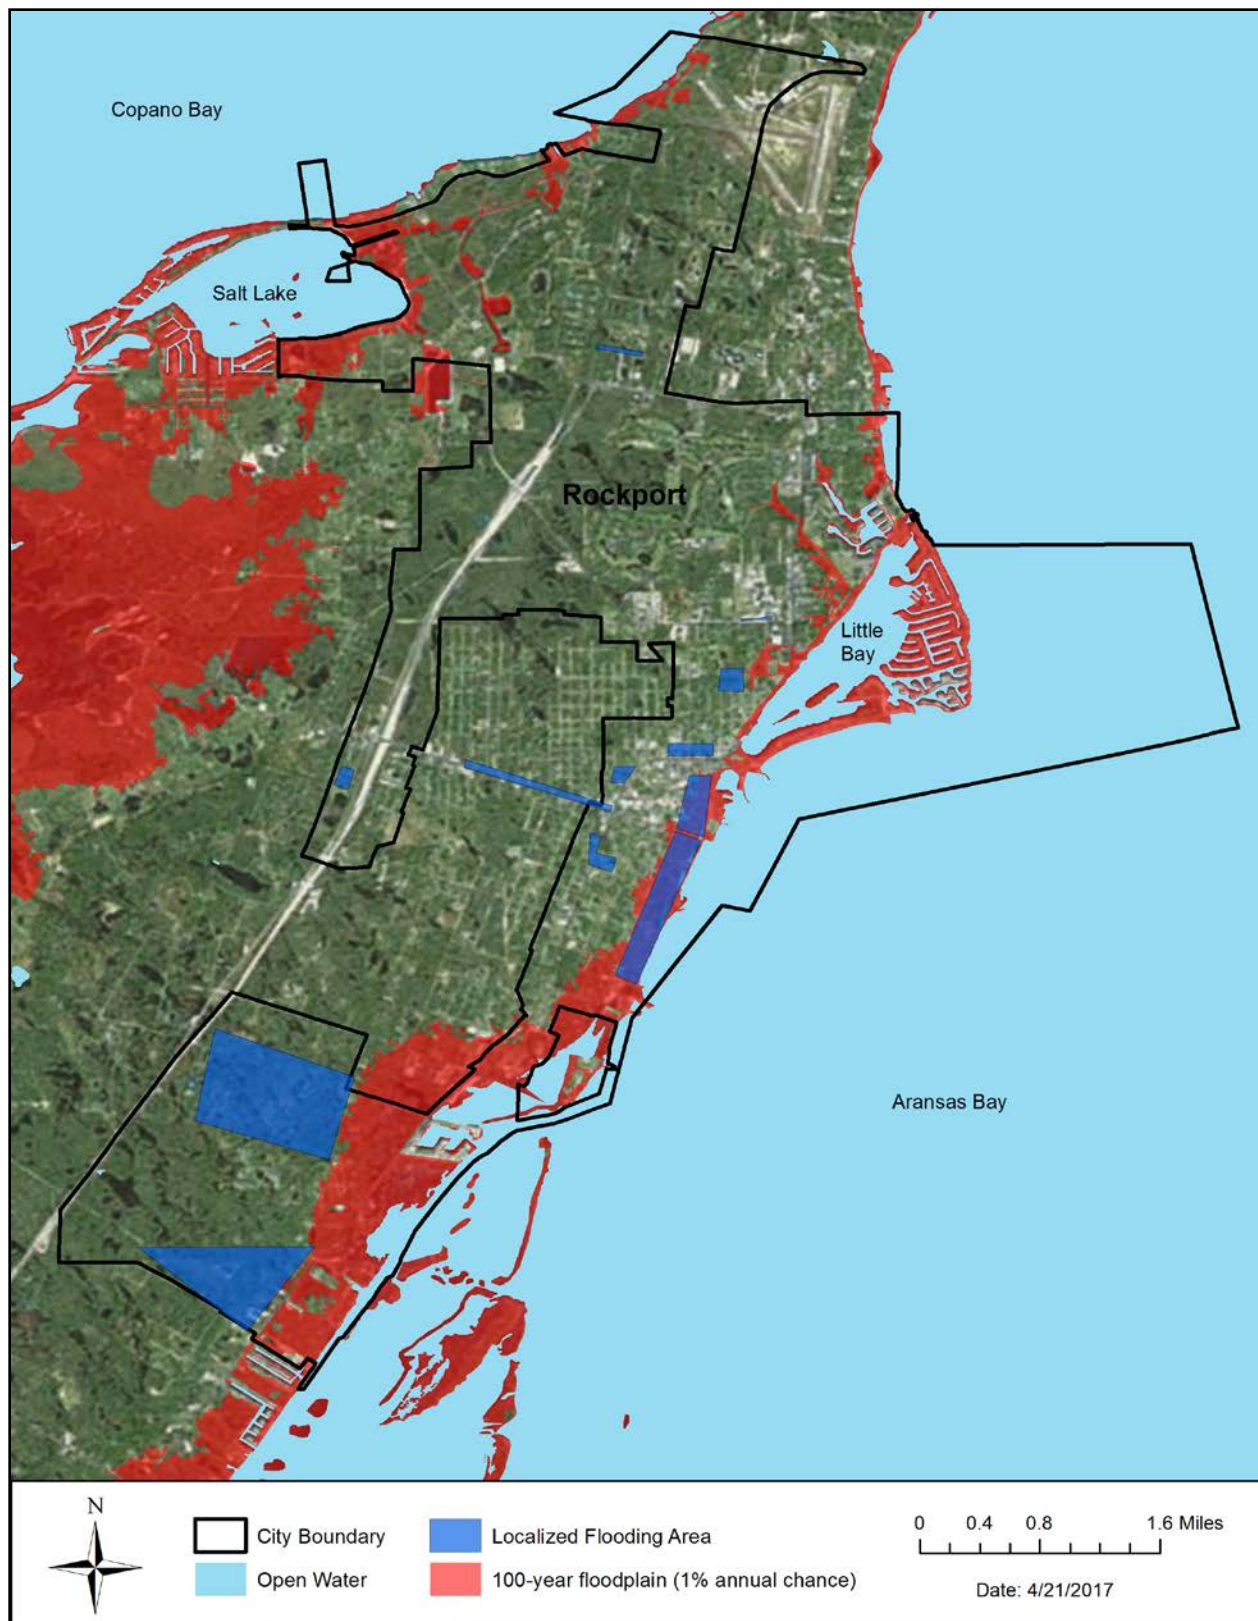 Copano Bay
Salt Lake
Rockport
Little
Bay
Aransas Bay
N
City Boundary
Open Water
Localized Flooding Area
100-year floodplain (1% annual chance)
0 0.4 0.8 1.6 Miles
Date: 4/21/2017